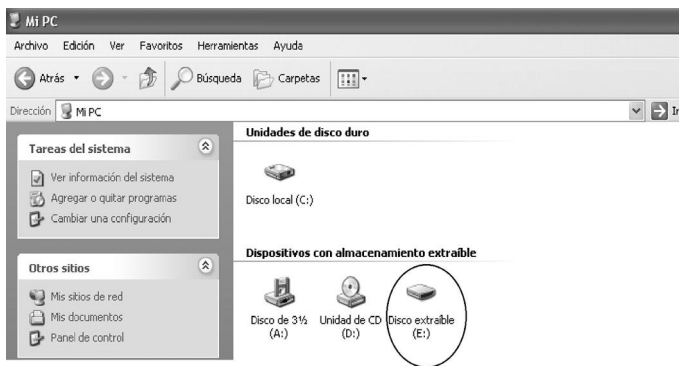 Mi PC
Archivo Edición Ver Favoritos Herramientas Ayuda
Atrás Búsqueda Carpetas
Dirección Mi PC
Tareas del sistema
Ver información del sistema
Agregar o quitar programas
Cambiar una configuración
Otros sitios
Mis sitios de red
Mis documentos
Panel de control
Unidades de disco duro
Disco local (C:)
Dispositivos con almacenamiento extraíble
Disco de 3½ (A:)
Unidad de CD (D:)
Disco extraíble (E:)